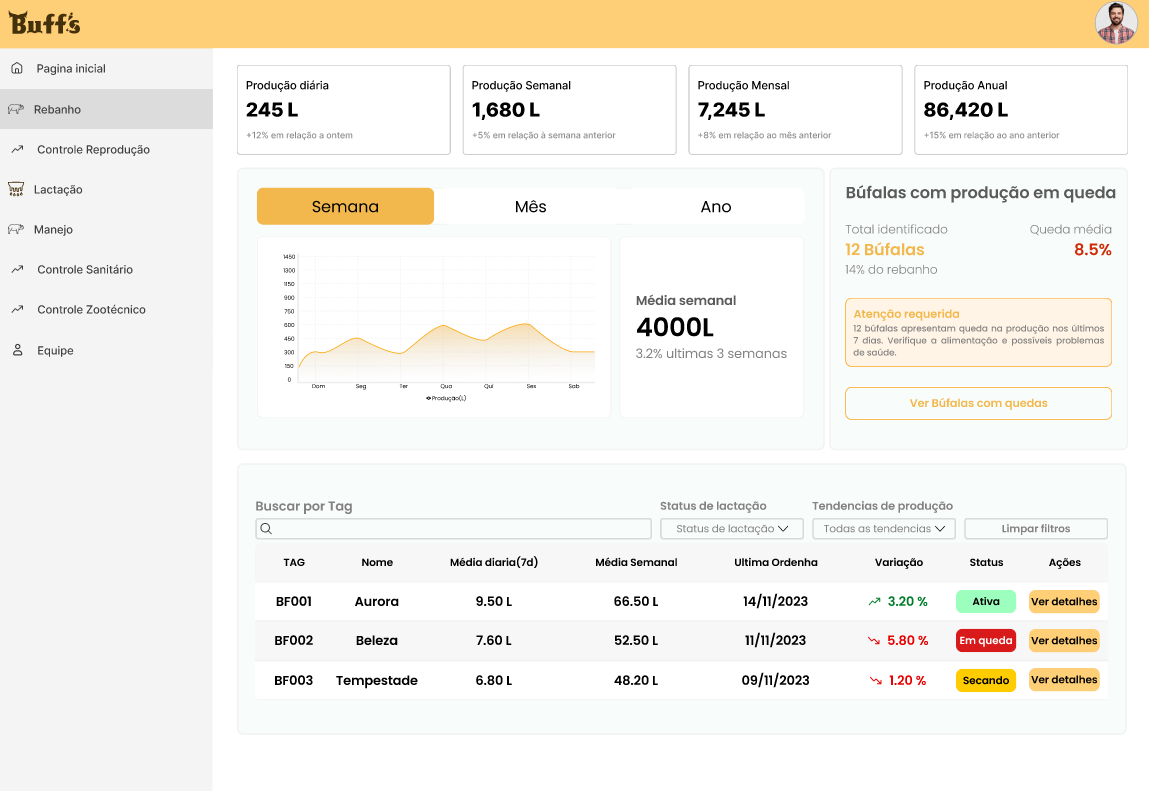 Buff's
Pagina inicial
Rebanho
Controle Reprodução
Lactação
Manejo
Controle Sanitário
Controle Zootécnico
Equipe
Produção diária
245 L
+12% em relação a ontem
Produção Semanal
1,680 L
+5% em relação à semana anterior
Produção Mensal
7,245 L
+8% em relação ao mês anterior
Produção Anual
86,420 L
+15% em relação ao ano anterior
Semana Mês Ano
1450
1300
1150
900
750
600
450
300
150
0
Dom Seg Ter Qua Qui Ses Sab
Produção(L)
Média semanal
4000L
3.2% ultimas 3 semanas
Búfalas com produção em queda
Total identificado Queda média
12 Búfalas 8.5%
14% do rebanho
Atenção requerida
12 búfalas apresentam queda na produção nos últimos
7 dias. Verifique a alimentação e possíveis problemas
de saúde.
Ver Búfalas com quedas
Buscar por Tag Status de lactação Tendencias de produção
Status de lactação Todas as tendencias Limpar filtros
TAG Nome Média diaria(7d) Média Semanal Ultima Ordenha Variação Status Ações
BF001 Aurora 9.50 L 66.50 L 14/11/2023 3.20 % Ativa Ver detalhes
BF002 Beleza 7.60 L 52.50 L 11/11/2023 5.80 % Em queda Ver detalhes
BF003 Tempestade 6.80 L 48.20 L 09/11/2023 1.20 % Secando Ver detalhes